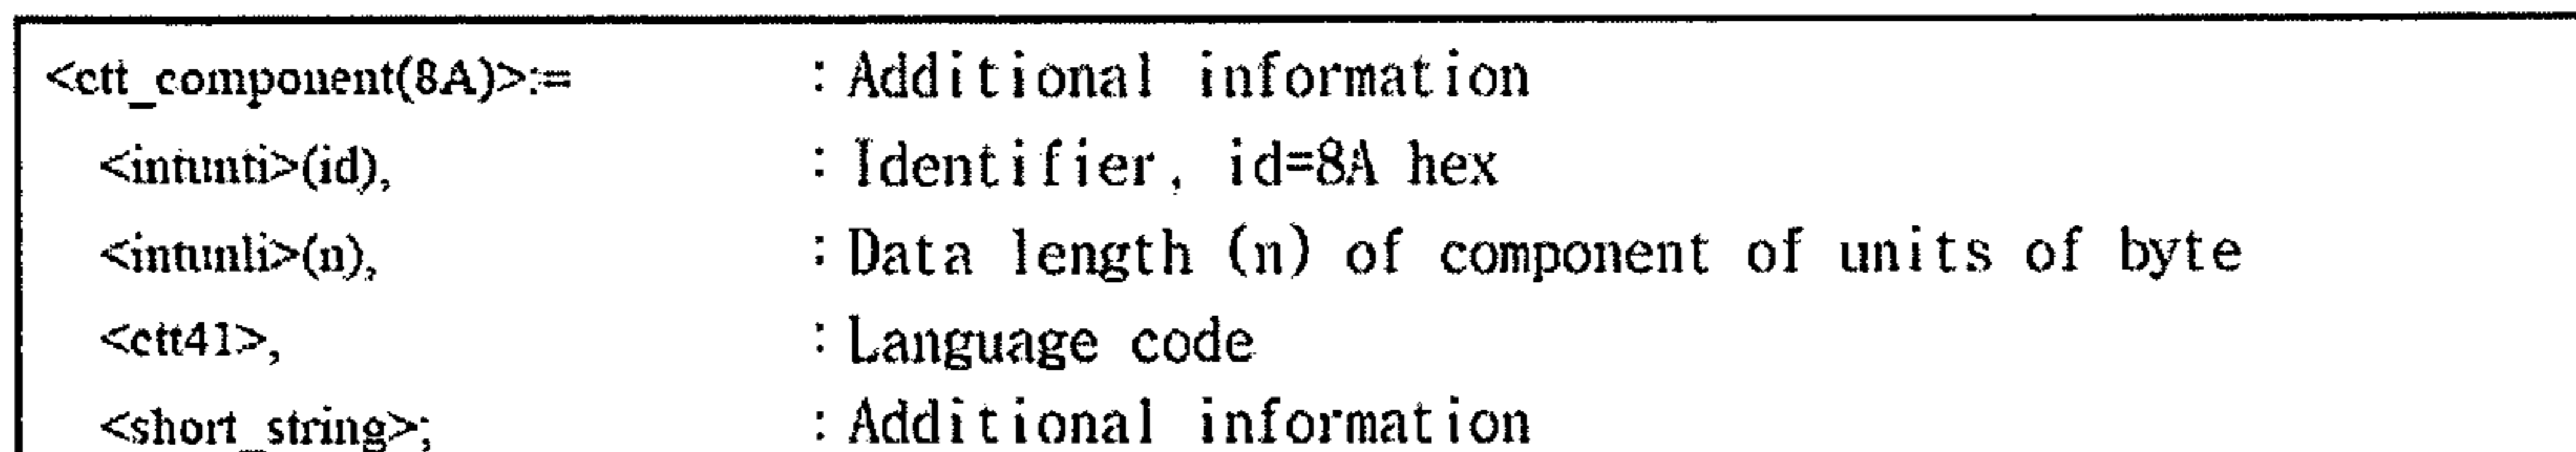 <ctt_component(8A)>:= : Additional information
<intunti>(id), : Identifier, id=8A hex
<intunli>(n), : Data length (n) of component of units of byte
<ctt41>, : Language code
<short_string>; : Additional information